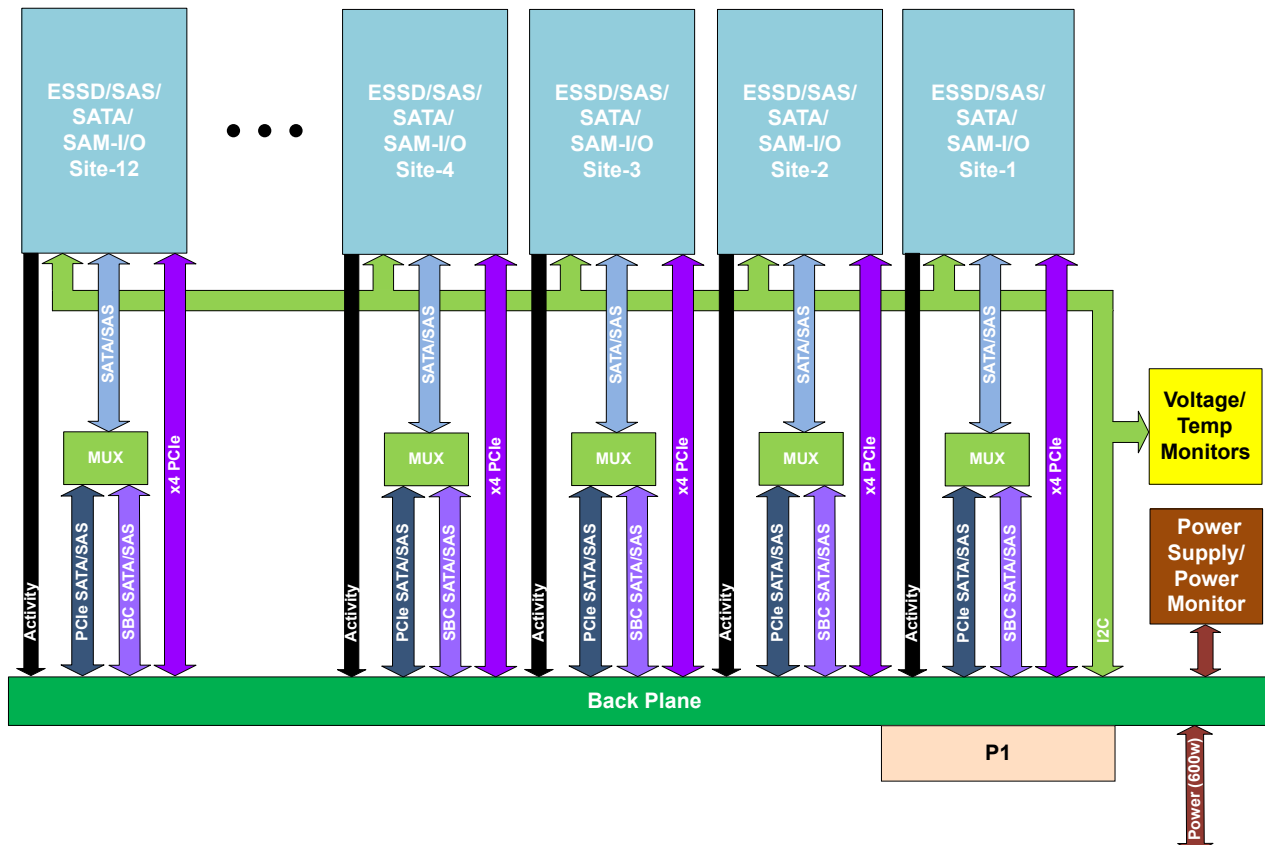 ESSD/SAS/
SATA/
SAM-I/O
Site-12
ESSD/SAS/
SATA/
SAM-I/O
Site-4
ESSD/SAS/
SATA/
SAM-I/O
Site-3
ESSD/SAS/
SATA/
SAM-I/O
Site-2
ESSD/SAS/
SATA/
SAM-I/O
Site-1
SATA/SAS
SATA/SAS
SATA/SAS
SATA/SAS
SATA/SAS
Voltage/
Temp
Monitors
MUX
MUX
MUX
MUX
MUX
x4 PCIe
x4 PCIe
x4 PCIe
x4 PCIe
x4 PCIe
Power
Supply/
Power
Monitor
Activity
PCIe SATA/SAS
SBC SATA/SAS
Activity
PCIe SATA/SAS
SBC SATA/SAS
Activity
PCIe SATA/SAS
SBC SATA/SAS
Activity
PCIe SATA/SAS
SBC SATA/SAS
Activity
PCIe SATA/SAS
SBC SATA/SAS
I2C
Back Plane
P1
Power (600w)